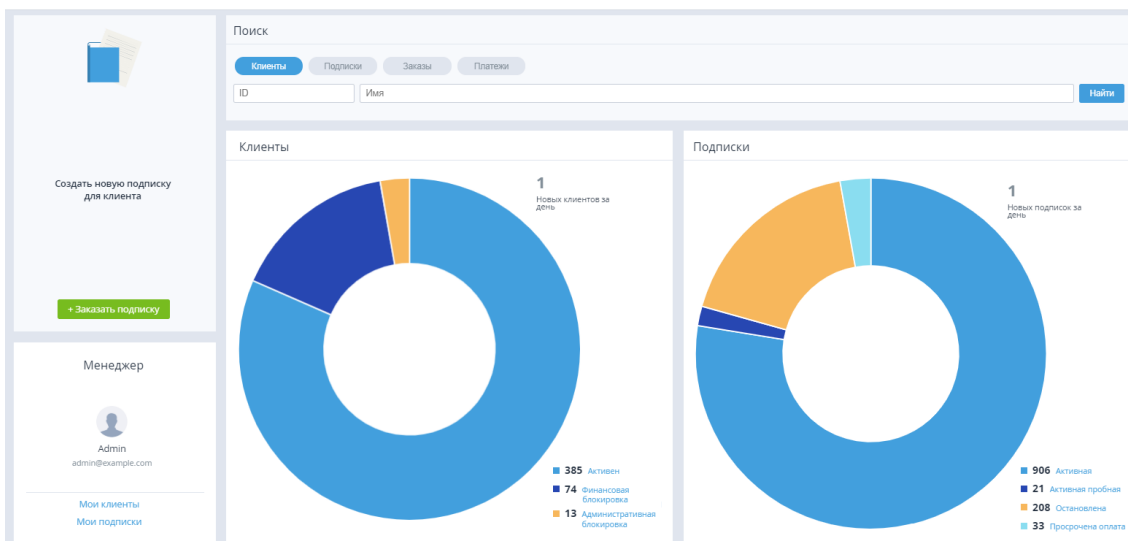 Поиск
Клиенты Подписки Заказы Платежи
ID Имя Найти
Создать новую подписку
для клиента
+ Заказать подписку
Менеджер
Admin
admin@example.com
Мои клиенты
Мои подписки
Клиенты
1
Новых клиентов за
день
385 Активен
74 Финансовая
блокировка
13 Административная
блокировка
Подписки
1
Новых подписок за
день
906 Активная
21 Активная пробная
208 Остановлена
33 Просрочена оплата